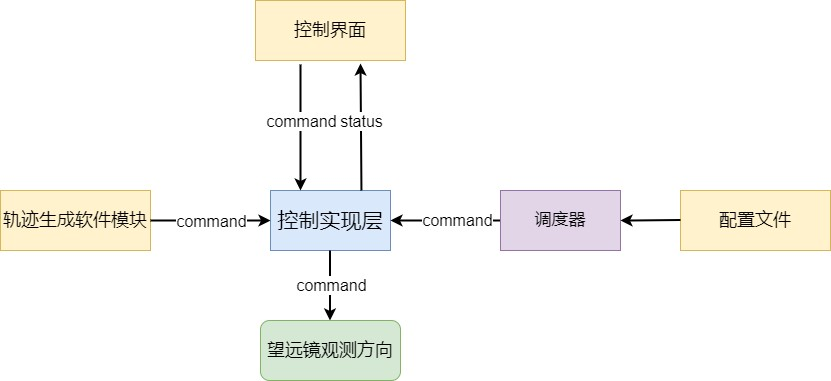 控制界面
command status
轨迹生成软件模块
command
控制实现层
command
调度器
配置文件
command
望远镜观测方向